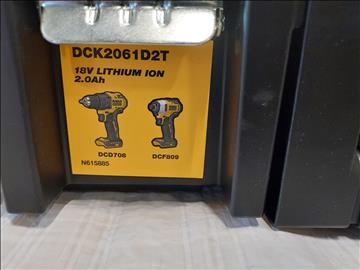 DCK2061D2T
18V LITHIUM ION
2.0Ah
DCD708
DCF809
N615885